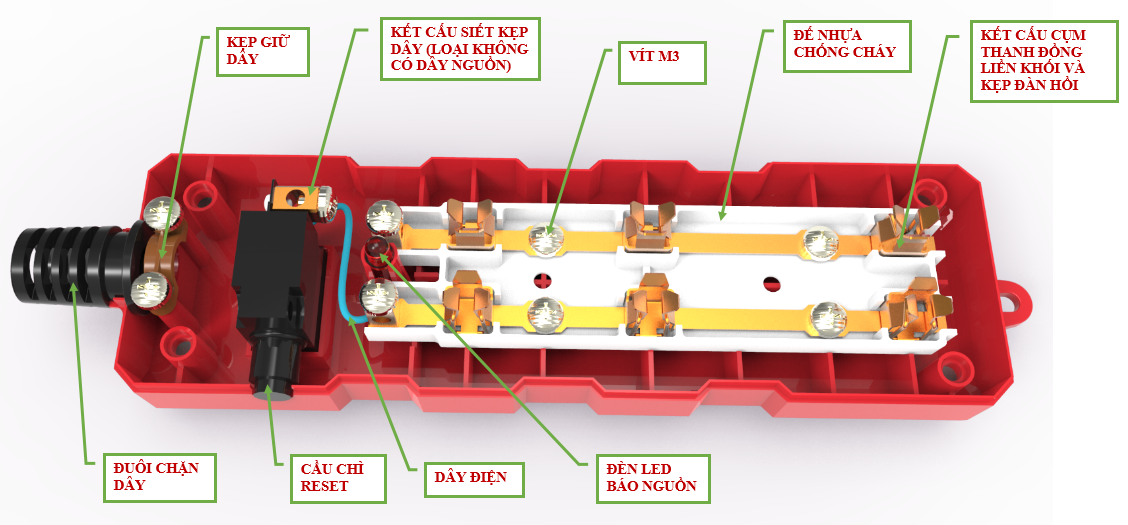 KẸP GIỮ
DÂY
KẾT CẤU SIẾT KẸP
DÂY (LOẠI KHÔNG
CÓ DÂY NGUỒN)
VÍT M3
ĐẾ NHỰA
CHỐNG CHÁY
KẾT CẤU CỤM
THANH ĐỒNG
LIỀN KHỐI VÀ
KẸP ĐÀN HỒI
ĐUÔI CHẶN
DÂY
CẦU CHÌ
RESET
DÂY ĐIỆN
ĐÈN LED
BÁO NGUỒN